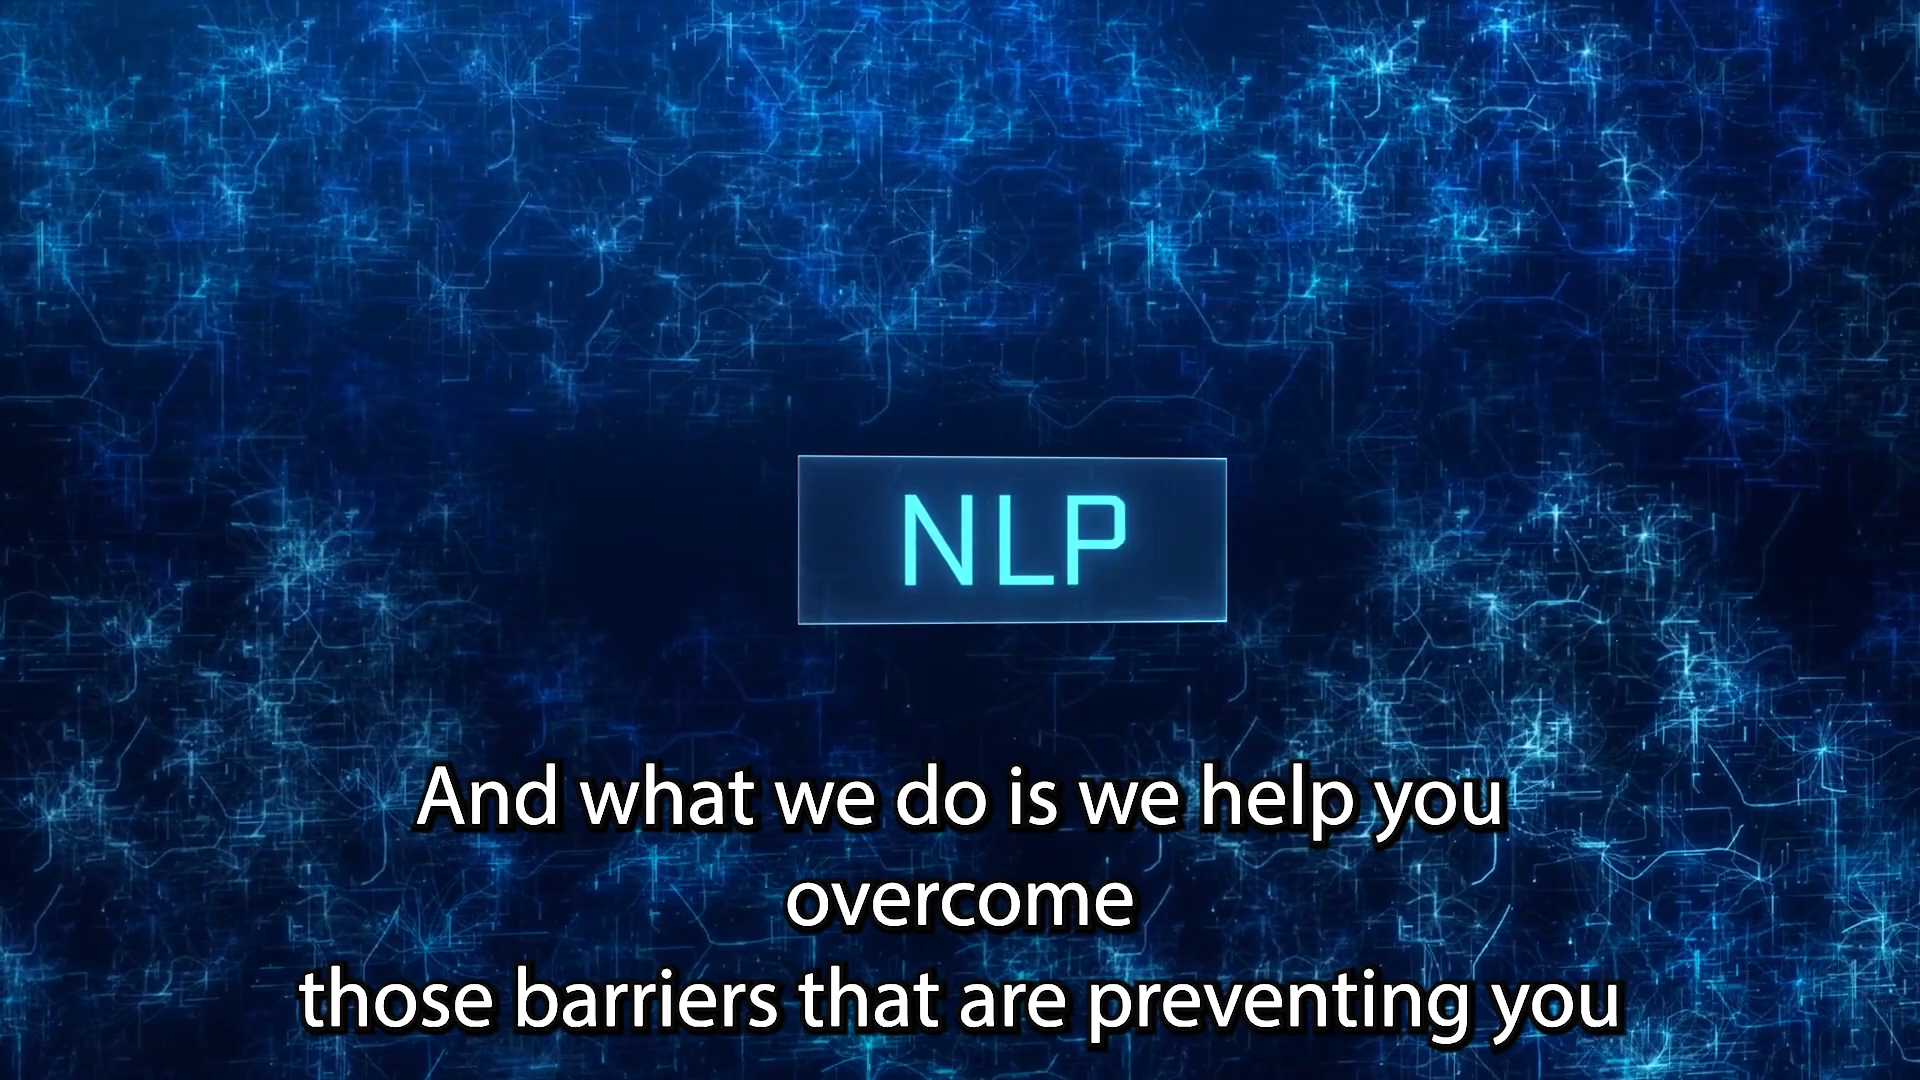 NLP
And what we do is we help you
overcome
those barriers that are preventing you